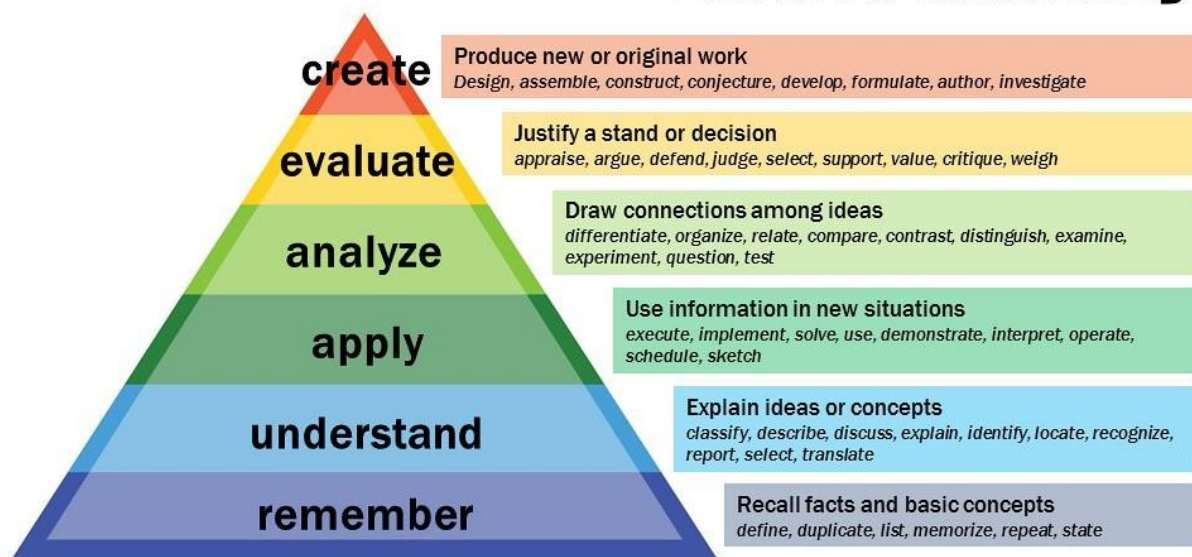 create
Produce new or original work
Design, assemble, construct, conjecture, develop, formulate, author, investigate
evaluate
Justify a stand or decision
appraise, argue, defend, judge, select, support, value, critique, weigh
analyze
Draw connections among ideas
differentiate, organize, relate, compare, contrast, distinguish, examine,
experiment, question, test
apply
Use information in new situations
execute, implement, solve, use, demonstrate, interpret, operate,
schedule, sketch
understand
Explain ideas or concepts
classify, describe, discuss, explain, identify, locate, recognize,
report, select, translate
remember
Recall facts and basic concepts
define, duplicate, list, memorize, repeat, state